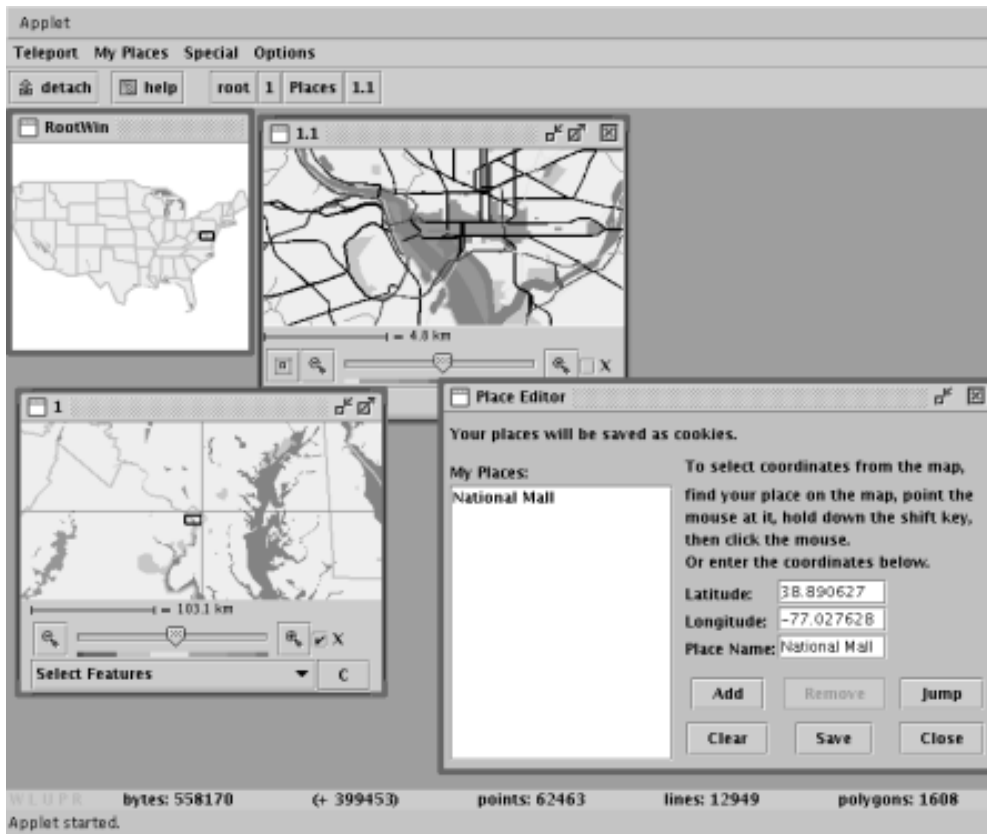 Applet
Teleport My Places Special Options
detach help root 1 Places 1.1
RootWin
1.1
= 4.8 km
X
1
= 103.1 km
X
Select Features C
Place Editor
Your places will be saved as cookies.
My Places:
National Mall
To select coordinates from the map,
find your place on the map, point the
mouse at it, hold down the shift key,
then click the mouse.
Or enter the coordinates below.
Latitude: 38.890627
Longitude: -77.027628
Place Name: National Mall
Add Remove Jump
Clear Save Close
W L U P R bytes: 558170 (+ 399453) points: 62463 lines: 12949 polygons: 1608
Applet started.